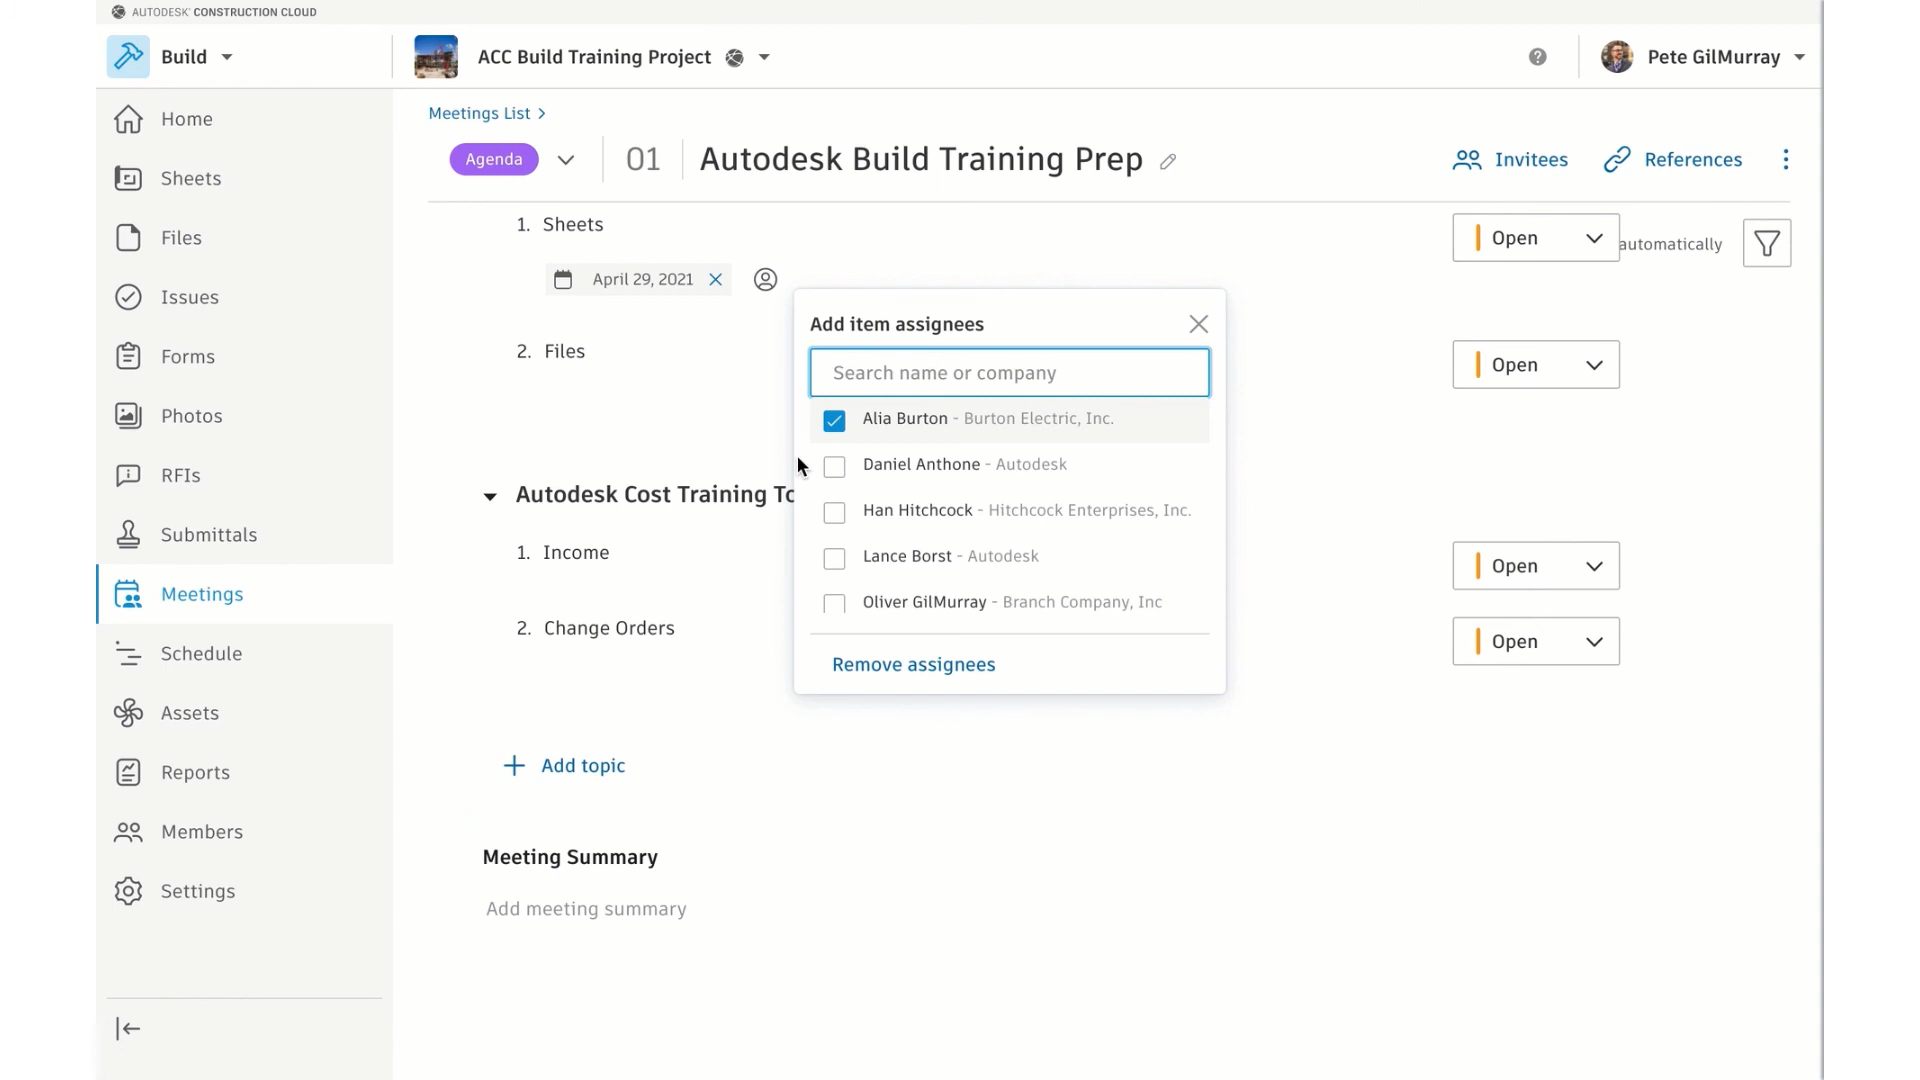 AUTODESK® CONSTRUCTION CLOUD
Build
ACC Build Training Project
Pete GilMurray
Home
Sheets
Files
Issues
Forms
Photos
RFIs
Submittals
Meetings
Schedule
Assets
Reports
Members
Settings
Meetings List
Agenda
01
Autodesk Build Training Prep
Invitees
References
1. Sheets
Open
automatically
April 29, 2021
2. Files
Open
Autodesk Cost Training
1. Income
Open
2. Change Orders
Open
Add topic
Meeting Summary
Add meeting summary
Add item assignees
Search name or company
Alia Burton - Burton Electric, Inc.
Daniel Anthone - Autodesk
Han Hitchcock - Hitchcock Enterprises, Inc.
Lance Borst - Autodesk
Oliver GilMurray - Branch Company, Inc
Remove assignees